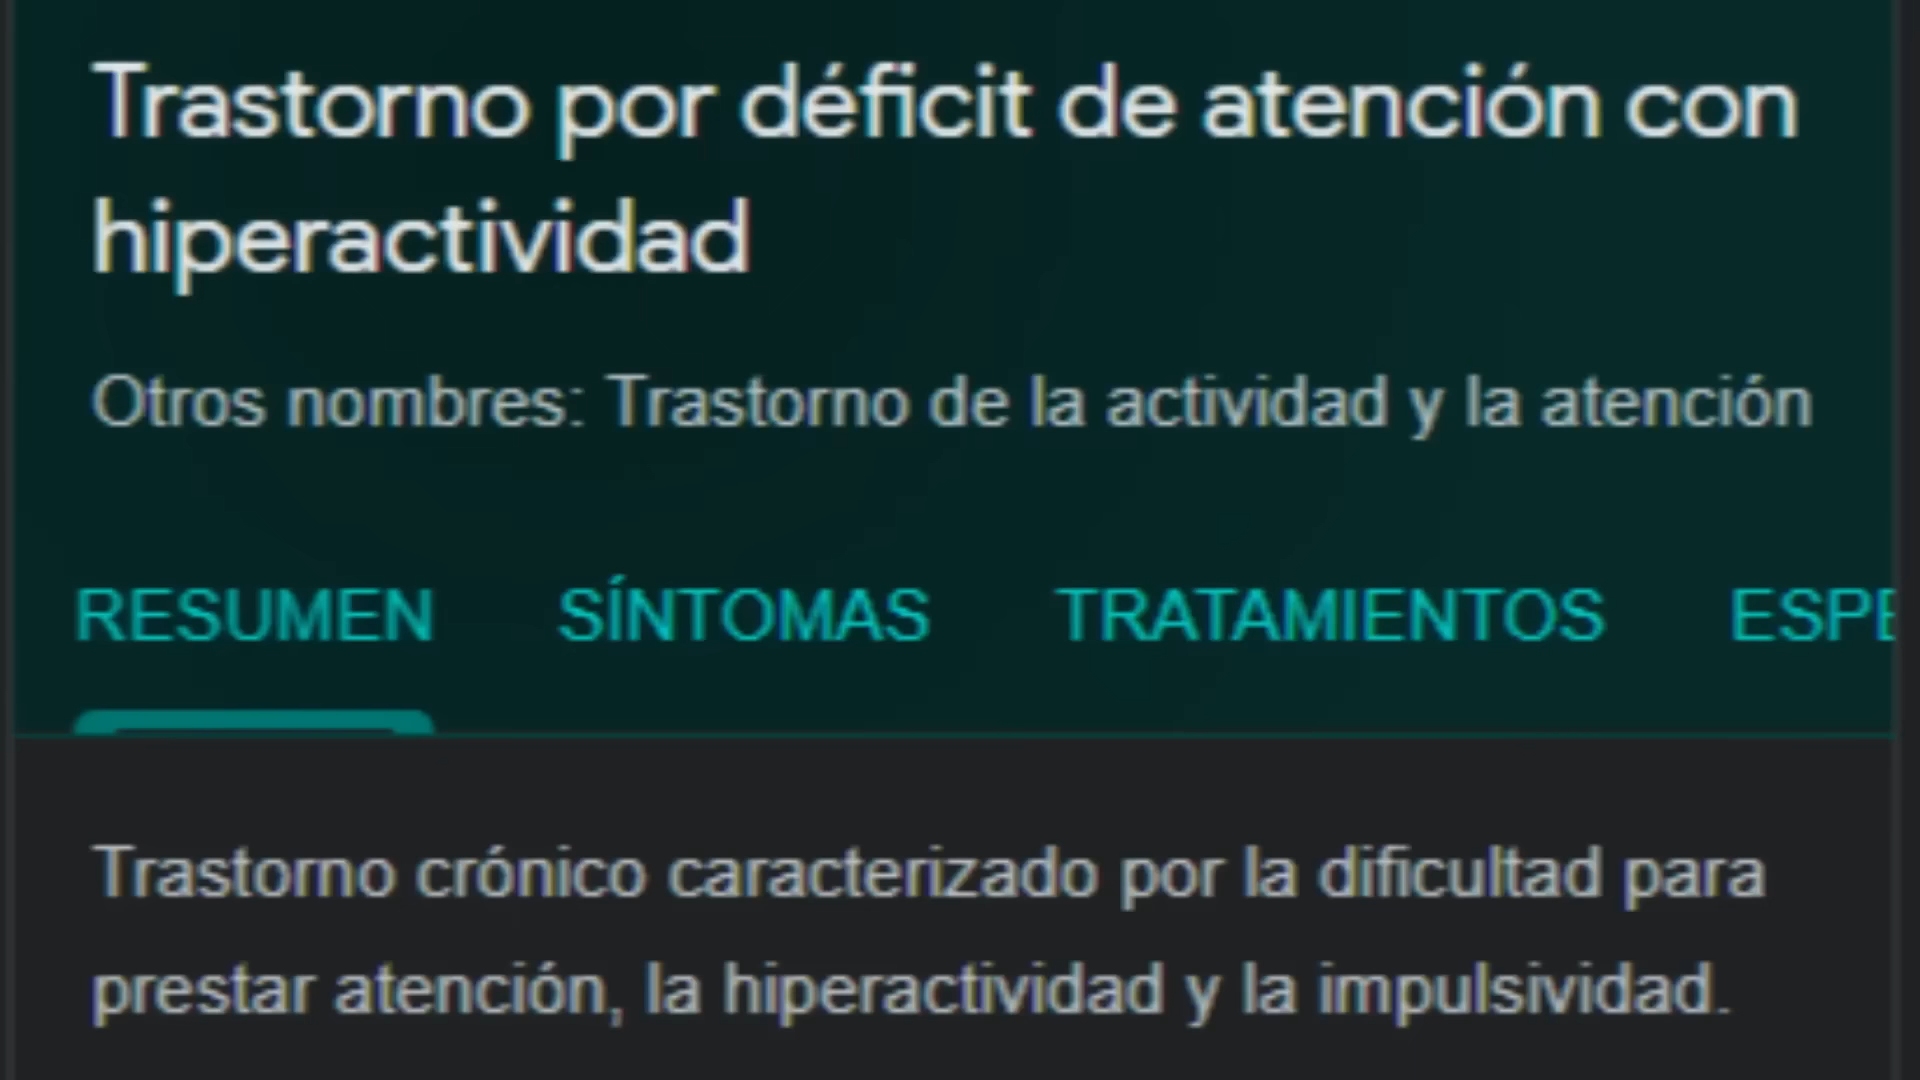 Trastorno por déficit de atención con
hiperactividad
Otros nombres: Trastorno de la actividad y la atención
RESUMEN SÍNTOMAS TRATAMIENTOS ESPE
Trastorno crónico caracterizado por la dificultad para
prestar atención, la hiperactividad y la impulsividad.